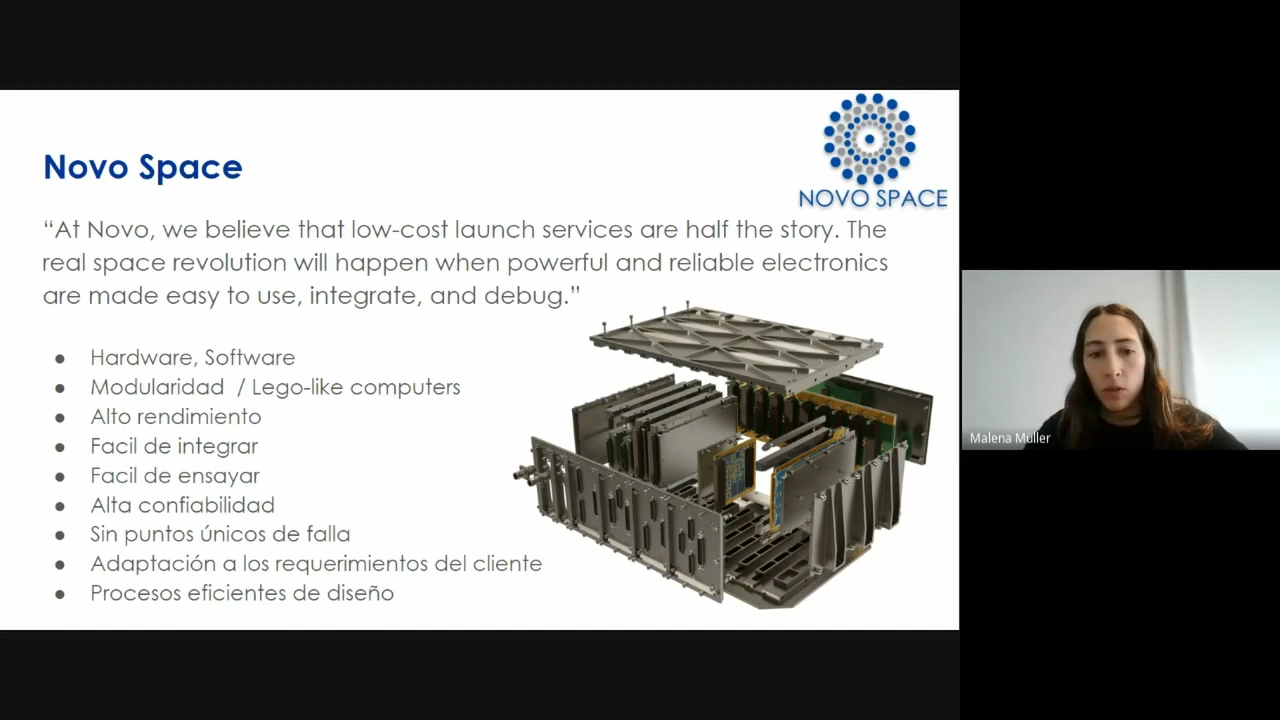 NOVO SPACE
Novo Space
“At Novo, we believe that low-cost launch services are half the story. The
real space revolution will happen when powerful and reliable electronics
are made easy to use, integrate, and debug.”
● Hardware, Software
● Modularidad / Lego-like computers
● Alto rendimiento
● Facil de integrar
● Facil de ensayar
● Alta confiabilidad
● Sin puntos únicos de falla
● Adaptación a los requerimientos del cliente
● Procesos eficientes de diseño
Malena Muller